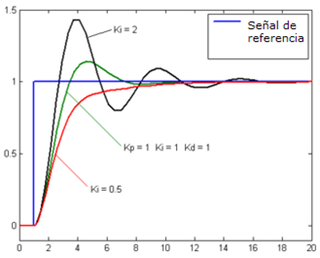 1.5
Ki = 2
Señal de
referencia
1
Kp = 1 Ki = 1 Kd = 1
0.5
Ki = 0.5
0
0 2 4 6 8 10 12 14 16 18 20